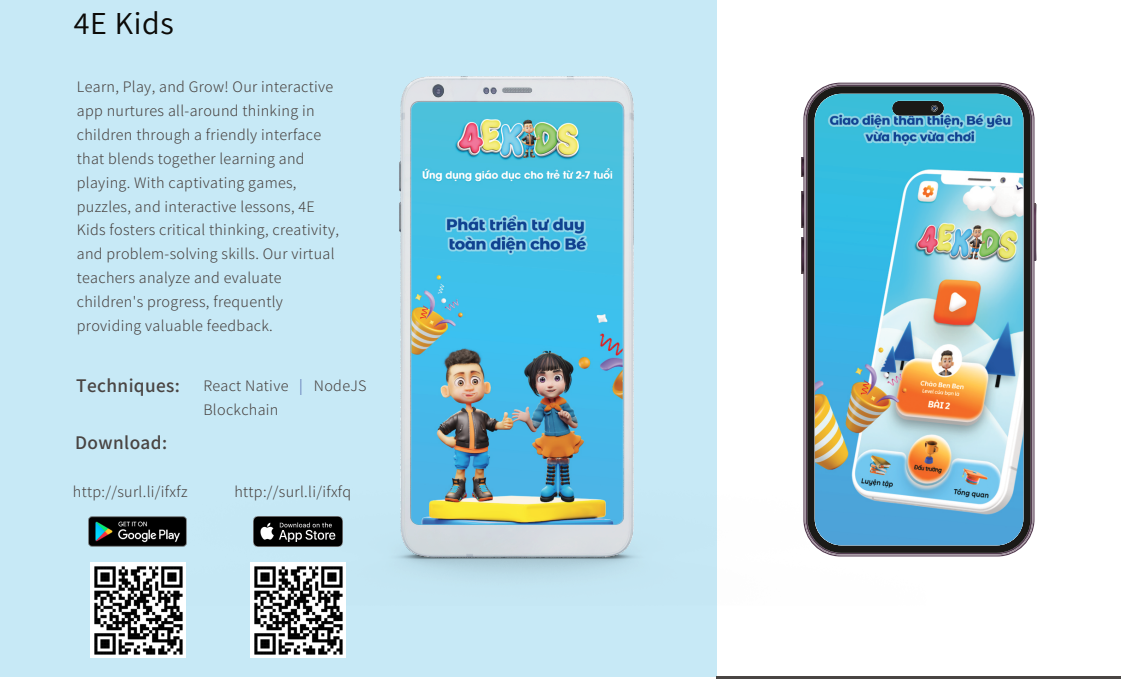 4E Kids
Learn, Play, and Grow! Our interactive
app nurtures all-around thinking in
children through a friendly interface
that blends together learning and
playing. With captivating games,
puzzles, and interactive lessons, 4E
Kids fosters critical thinking, creativity,
and problem-solving skills. Our virtual
teachers analyze and evaluate
children's progress, frequently
providing valuable feedback.
Techniques: React Native | NodeJS
Blockchain
Download:
http://surl.li/ifxfz http://surl.li/ifxfq
GET IT ON
Google Play
Download on the
App Store
4EKIDS
Ứng dụng giáo dục cho trẻ từ 2-7 tuổi
Phát triển tư duy
toàn diện cho Bé
Giao diện thân thiện, Bé yêu
vừa học vừa chơi
4EKIDS
Chào Ben Ben
Level của bạn là
BÀI 2
Luyện tập
Đấu trường
Tổng quan